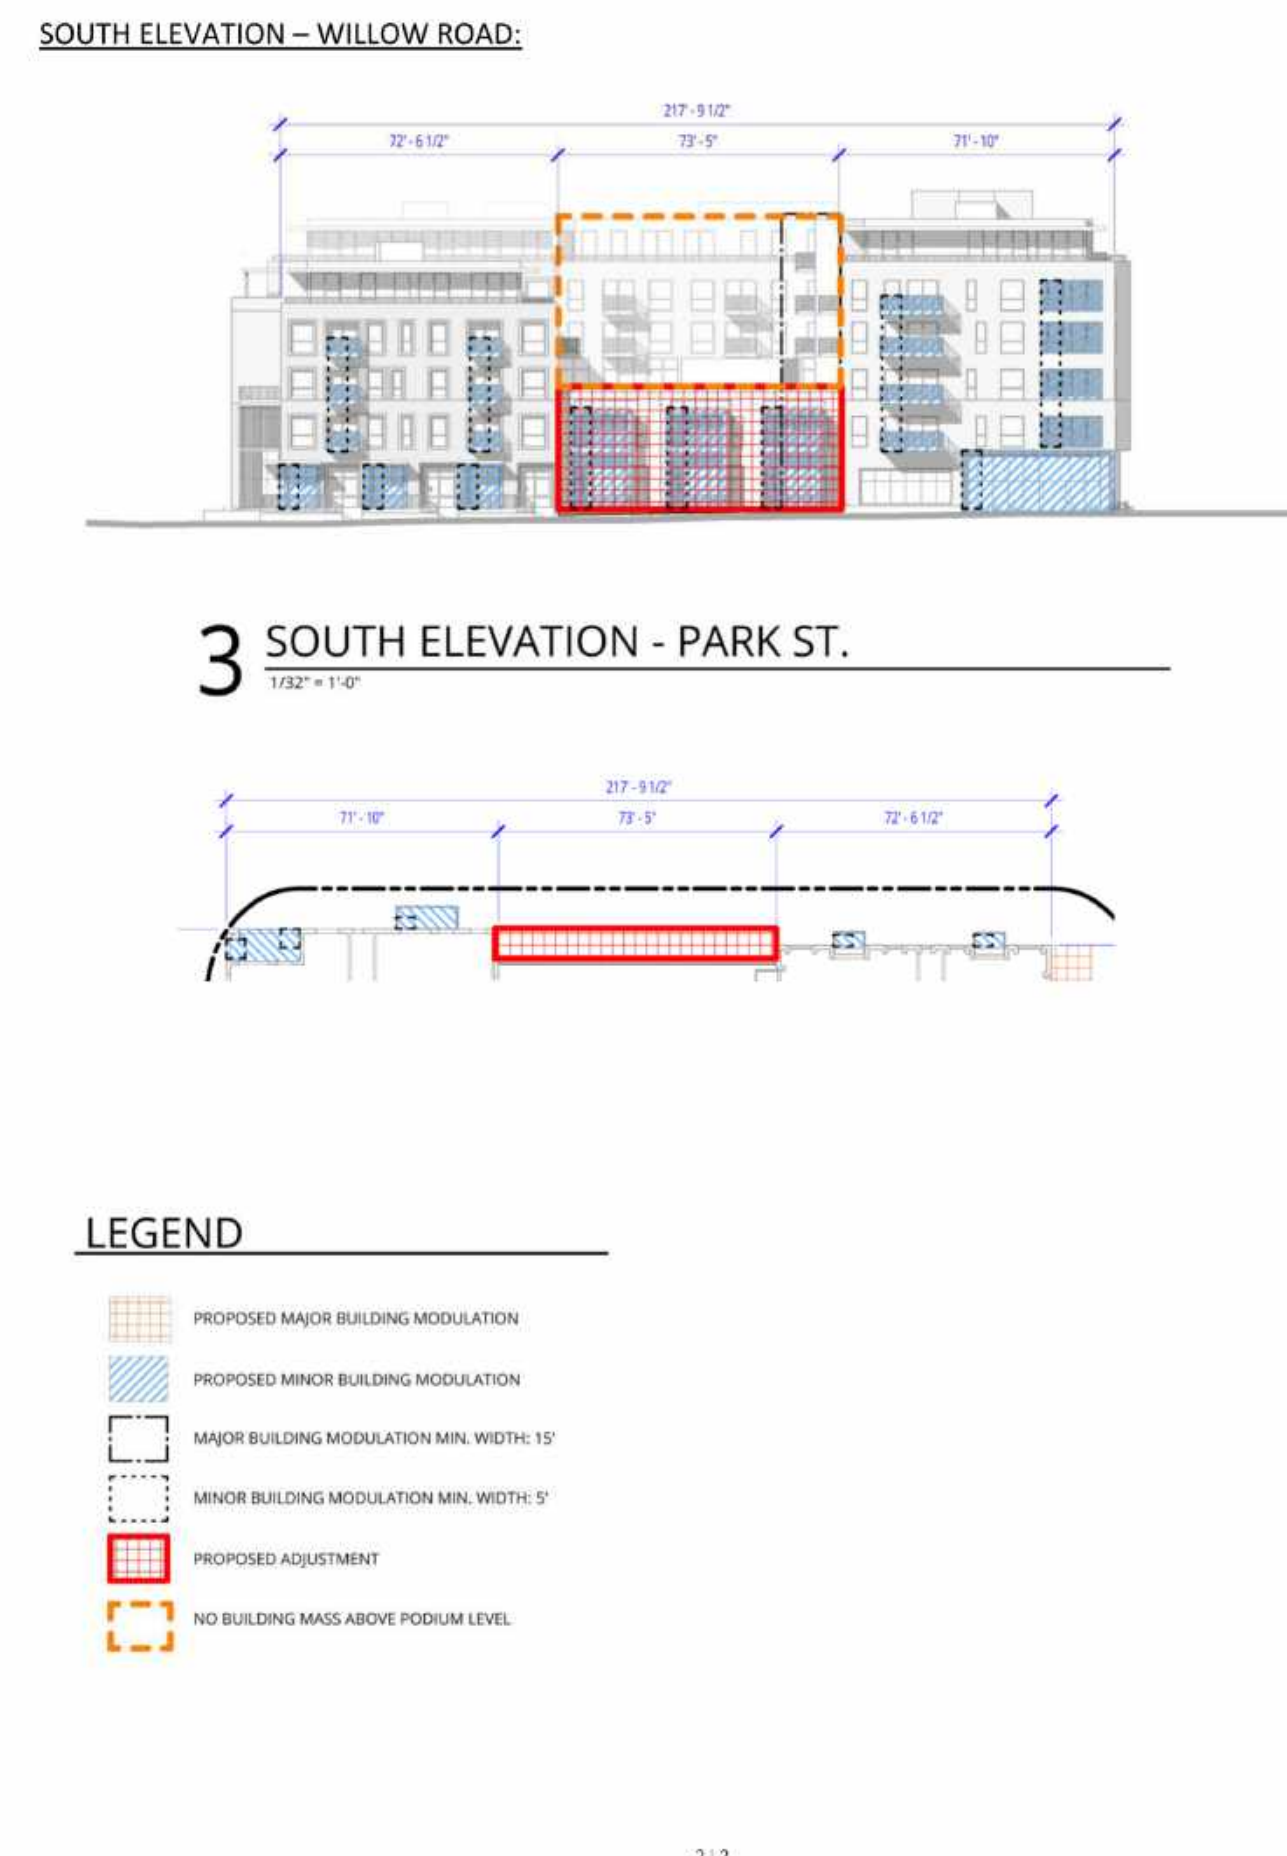 SOUTH ELEVATION – WILLOW ROAD:
217' - 9 1/2"
72' - 6 1/2"
73' - 5"
71' - 10"
3
SOUTH ELEVATION - PARK ST.
1/32" = 1'-0"
217' - 9 1/2"
71' - 10"
73' - 5"
72' - 6 1/2"
LEGEND
PROPOSED MAJOR BUILDING MODULATION
PROPOSED MINOR BUILDING MODULATION
MAJOR BUILDING MODULATION MIN. WIDTH: 15'
MINOR BUILDING MODULATION MIN. WIDTH: 5'
PROPOSED ADJUSTMENT
NO BUILDING MASS ABOVE PODIUM LEVEL